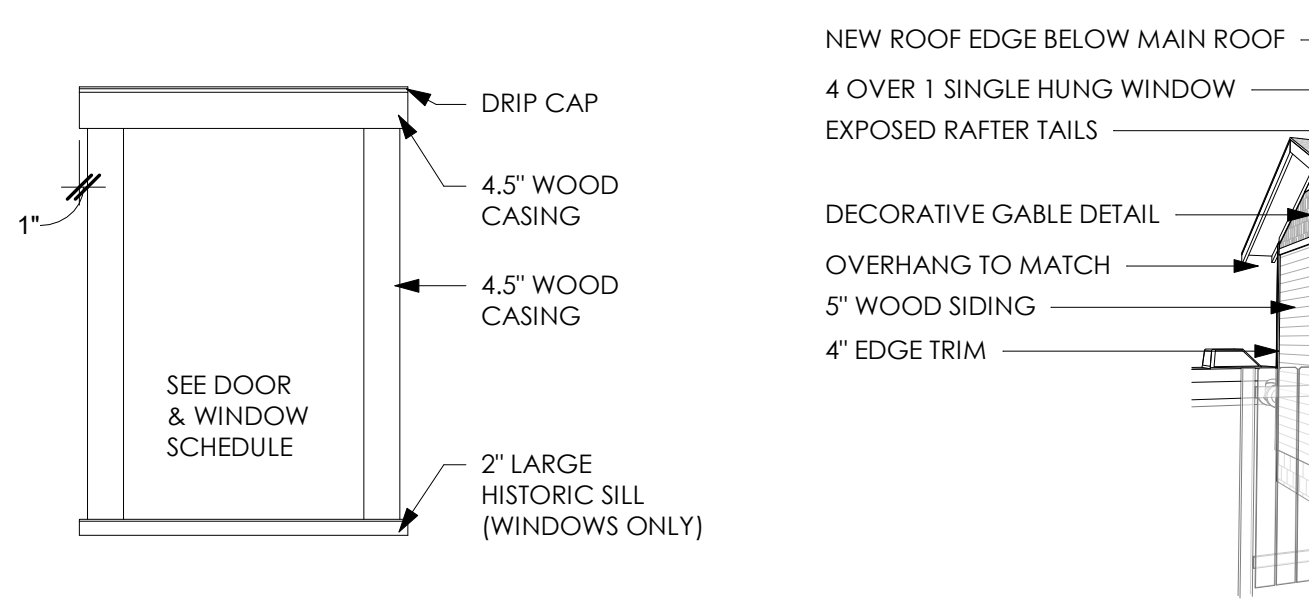 DRIP CAP
4.5" WOOD
CASING
1"
4.5" WOOD
CASING
SEE DOOR
& WINDOW
SCHEDULE
2" LARGE
HISTORIC SILL
(WINDOWS ONLY)
NEW ROOF EDGE BELOW MAIN ROOF
4 OVER 1 SINGLE HUNG WINDOW
EXPOSED RAFTER TAILS
DECORATIVE GABLE DETAIL
OVERHANG TO MATCH
5" WOOD SIDING
4" EDGE TRIM